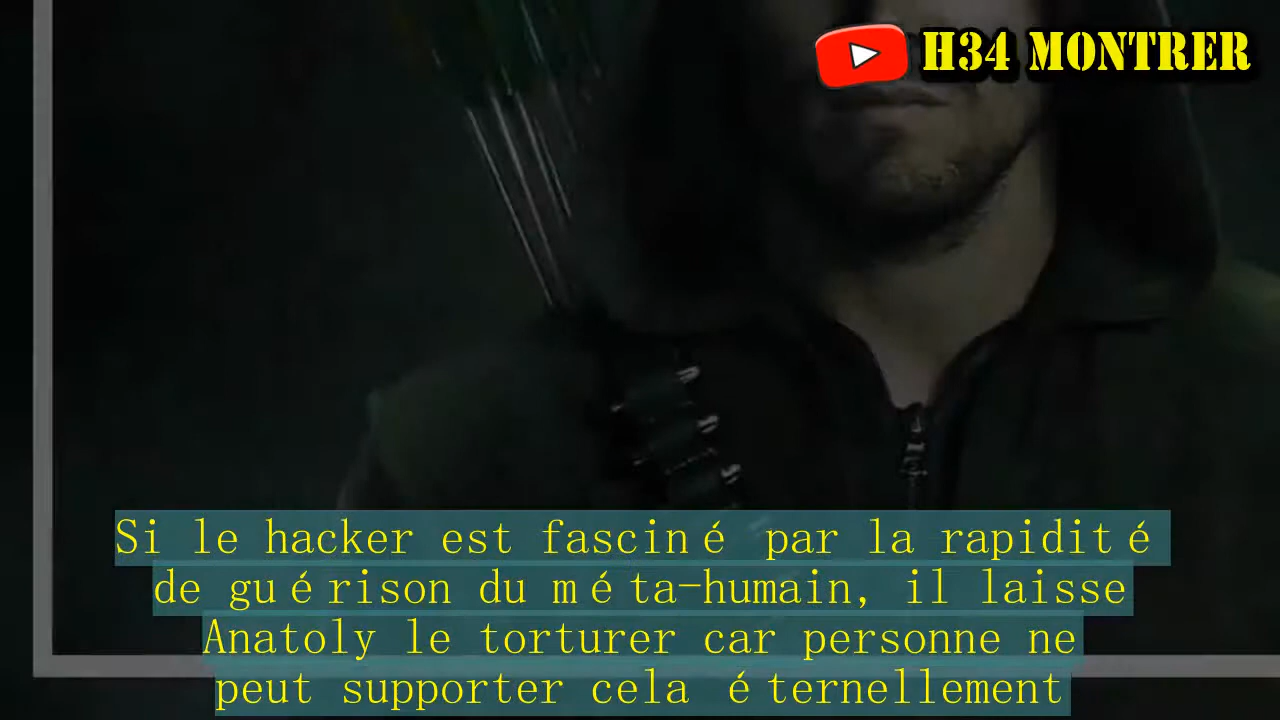 H34 MONTRER
Si le hacker est fasciné par la rapidité
de guérison du méta-humain, il laisse
Anatoly le torturer car personne ne
peut supporter cela éternellement